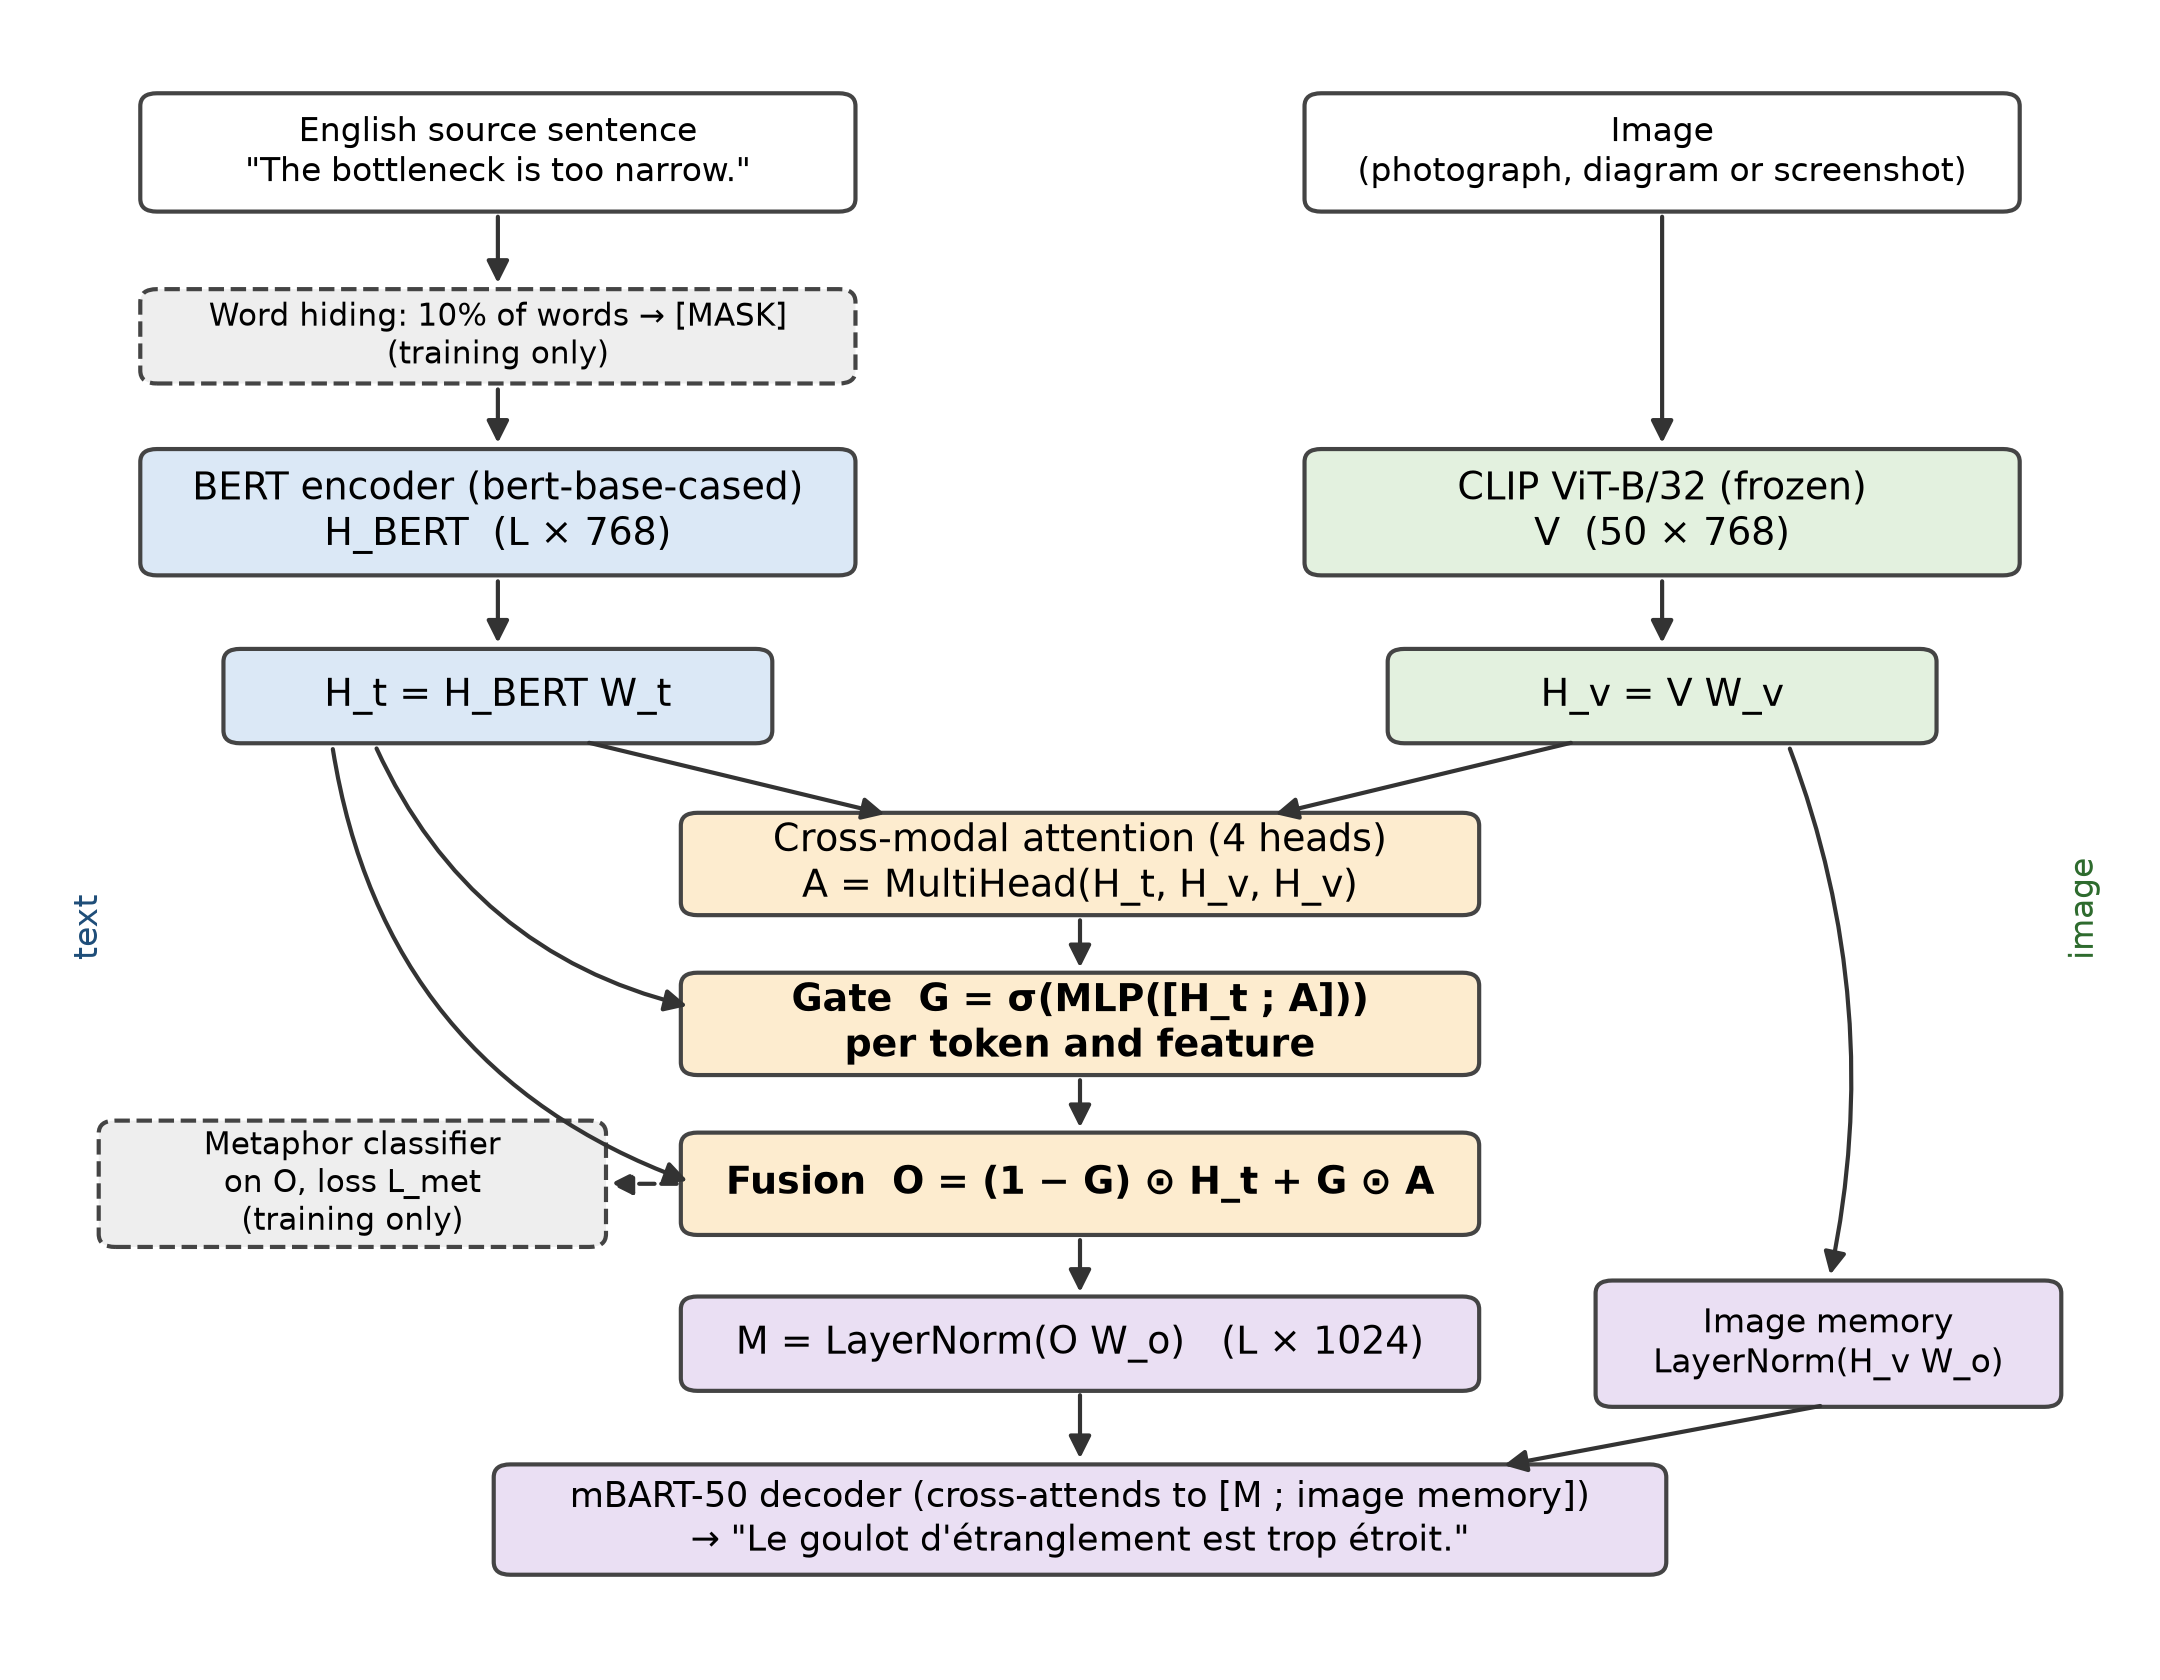 English source sentence
"The bottleneck is too narrow."
Image
(photograph, diagram or screenshot)
Word hiding: 10% of words → [MASK]
(training only)
BERT encoder (bert-base-cased)
H_BERT  (L × 768)
CLIP ViT-B/32 (frozen)
V  (50 × 768)
H_t = H_BERT W_t
H_v = V W_v
Cross-modal attention (4 heads)
A = MultiHead(H_t, H_v, H_v)
text
image
Gate  G = σ(MLP([H_t ; A]))
per token and feature
Metaphor classifier
on O, loss L_met
(training only)
Fusion  O = (1 − G) ⊙ H_t + G ⊙ A
M = LayerNorm(O W_o)   (L × 1024)
Image memory
LayerNorm(H_v W_o)
mBART-50 decoder (cross-attends to [M ; image memory])
→ "Le goulot d'étranglement est trop étroit."